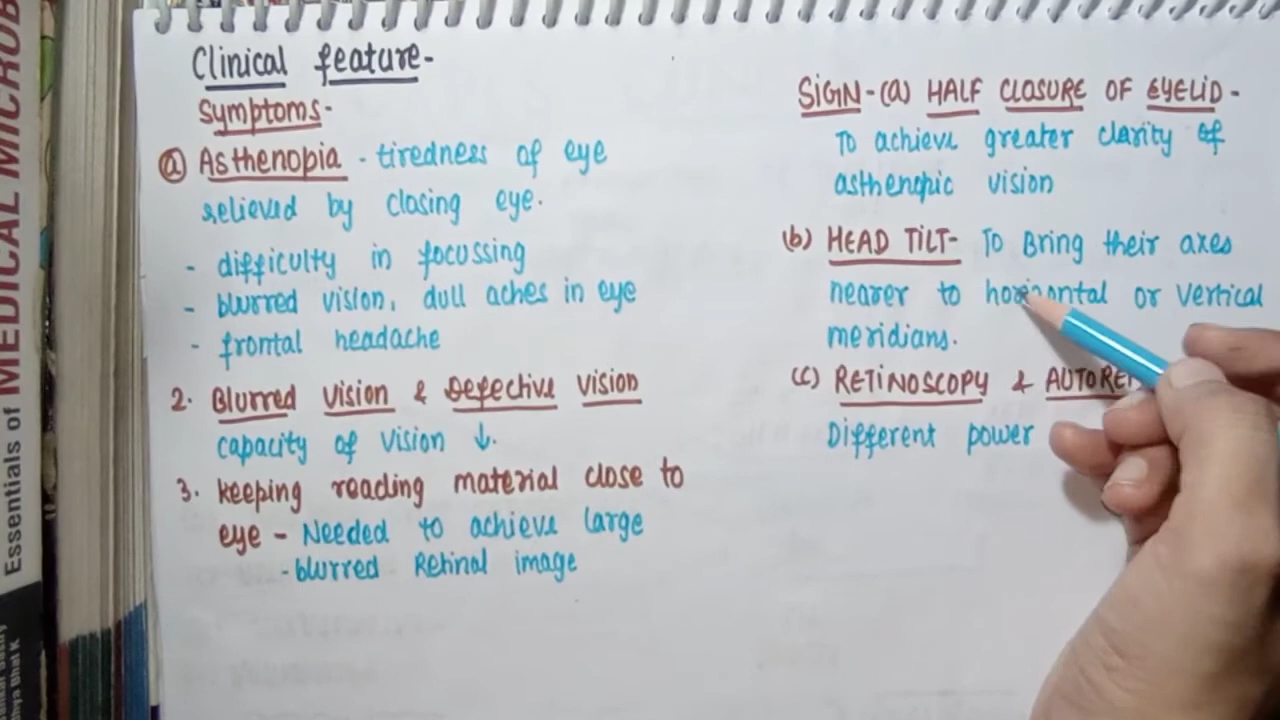 Essentials of MEDICAL MICROB
dhya Bhat K
Clinical feature-
Symptoms-
a Asthenopia - tiredness of eye
relieved by closing eye.
- difficulty in focussing
- blurred vision, dull aches in eye
- frontal headache
2. Blurred Vision & Defective Vision
capacity of Vision ↓.
3. keeping reading material close to
eye - Needed to achieve large
- blurred Retinal image
SIGN - (a) HALF CLOSURE OF EYELID -
To achieve greater clarity of
asthenopic vision
(b) HEAD TILT- To Bring their axes
nearer to horizontal or vertical
meridians.
(c) RETINOSCOPY &
Different power